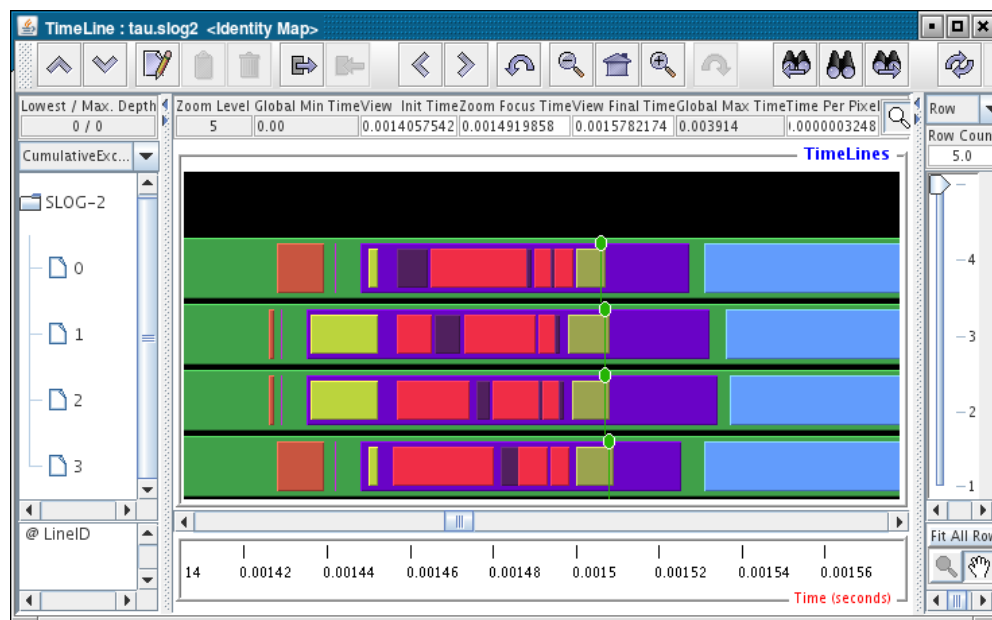 TimeLine : tau.slog2 <Identity Map>
Lowest / Max. Depth Zoom Level Global Min Time View Init Time Zoom Focus Time View Final Time Global Max Time Time Per Pixel Row
0 / 0 5 0.00 0.0014057542 0.0014919858 0.0015782174 0.003914 .0000003248
Row Coun
CumulativeExc... 5.0
TimeLines
SLOG-2
0
4
1
3
2
2
3
1
@ LineID
Fit All Row
14 0.00142 0.00144 0.00146 0.00148 0.0015 0.00152 0.00154 0.00156
Time (seconds)